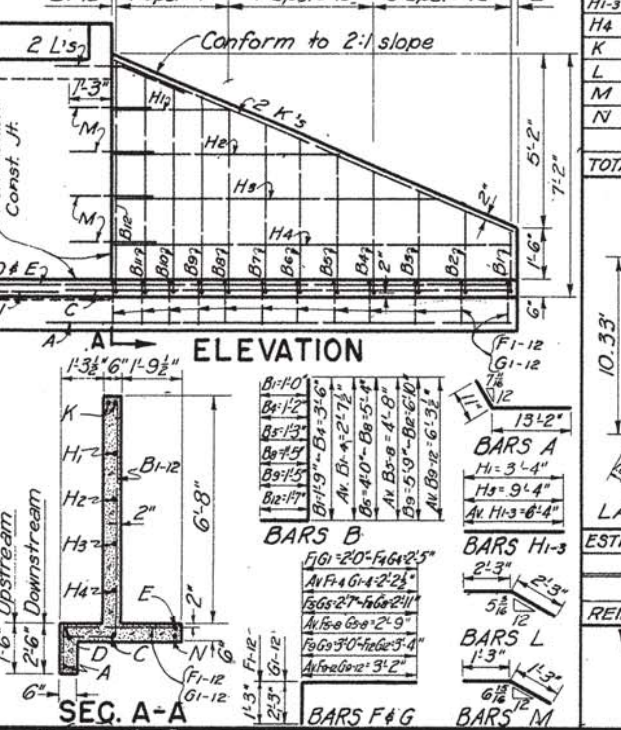 H1-3
H4
K
L
M
N
TOTA
2 L's
Conform to 2:1 slope
1'-3"
H1
2 K's
M
Const. Jt.
H2
H3
M
B12
H4
2"
5'-2"
7'-2"
1'-6"
6"
B11
B10
B9
B8
B7
B6
B5
B4
B3
B2
B1
2"
& E
C
A
A
ELEVATION
F1-12
G1-12
10.33'
1'-3½"
6"
1'-9½"
K
H1
H2
H3
H4
B1-12
2"
6'-8"
Upstream
Downstream
1'-6"
2'-6"
E
2"
D
C
N
6"
A
F1-12
G1-12
6"
SEC. A-A
B1=1'-0"
B4=1'-2"
B5=1'-3"
B8=1'-5"
B9=1'-5"
B12=1'-7"
B1=1'-9"-B4=3'-6"
Av. B1-4=2'-7½"
B5=4'-0"-B8=5'-4"
Av. B5-8=4'-8"
B9=5'-9"-B12=6'-10"
Av. B9-12=6'-3½"
BARS B
F1G1=2'-0"-F4G4=2'-5"
Av F1-4 G1-4=2'-2½"
F5G5=2'-7"-F8G8=2'-11"
Av. F5-8 G5-8=2'-9"
F9G9=3'-0"-F12G12=3'-4"
Av F9-12 G9-12=3'-2"
F1-12
G1-12
1'-3"
2'-3"
BARS F & G
7 9/16
12
11"
13'-2"
BARS A
H1=3'-4"
H3=9'-4"
Av. H1-3=6'-4"
BARS H1-3
2'-3"
2'-3"
12
BARS L
1'-3"
1'-3"
12
BARS M
LA
ESTI
REI